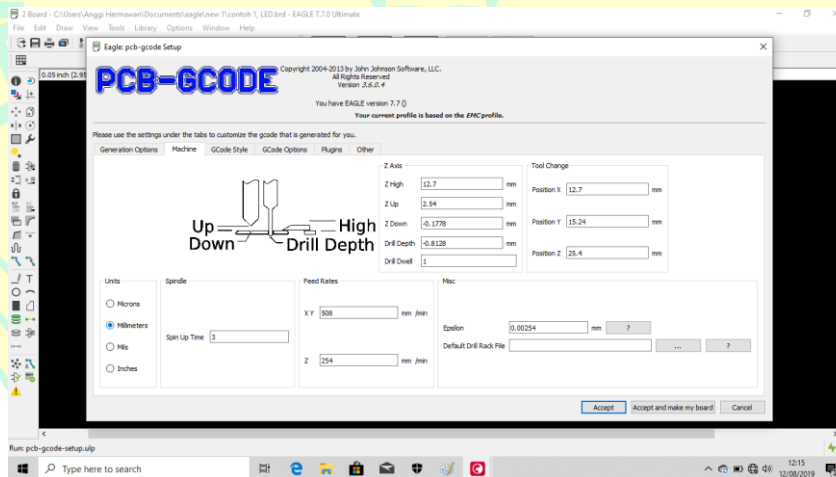 2 Board - C:\Users\Anggi Hermawan\Documents\eagle\new 1\contoh 1, LED.brd - EAGLE 7.7.0 Ultimate
File Edit Draw View Tools Library Options Window Help
0.05 inch (2.95
Eagle: pcb-gcode Setup
PCB-GCODE
Copyright 2004-2013 by John Johnson Software, LLC.
All Rights Reserved
Version 3.6.0.4
You have EAGLE version 7.7 ()
Your current profile is based on the EMC profile.
Please use the settings under the tabs to customize the gcode that is generated for you.
Generation Options Machine GCode Style GCode Options Plugins Other
Up
Down
High
Drill Depth
Z Axis
Z High 12.7 mm
Z Up 2.54 mm
Z Down -0.1778 mm
Drill Depth -0.8128 mm
Drill Dwell 1
Tool Change
Position X 12.7 mm
Position Y 15.24 mm
Position Z 25.4 mm
Units
Microns
Milimeters
Mils
Inches
Spindle
Spin Up Time 3
Feed Rates
X Y 508 mm /min
Z 254 mm /min
Misc
Epsilon 0.00254 mm ?
Default Drill Rack File ... ?
Accept Accept and make my board Cancel
Run: pcb-gcode-setup.ulp
Type here to search
12:15
12/08/2019